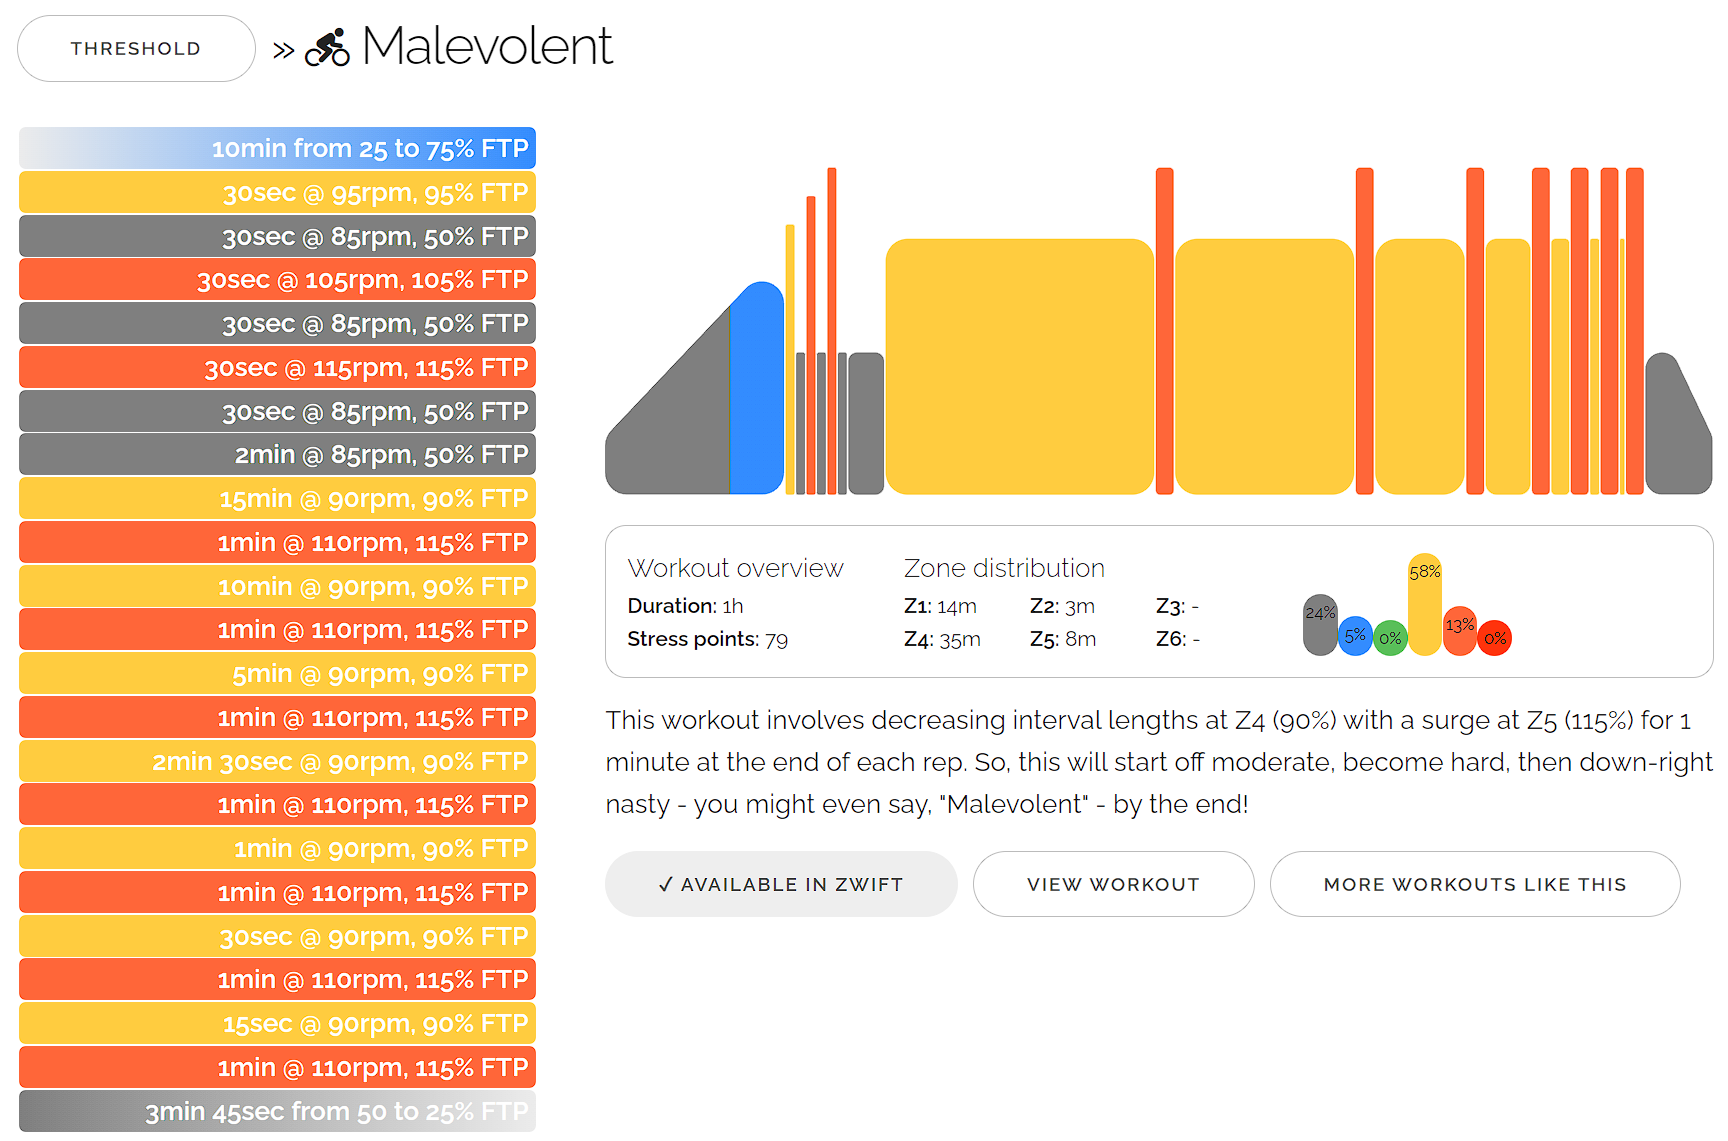 THRESHOLD » Malevolent
10min from 25 to 75% FTP
30sec @ 95rpm, 95% FTP
30sec @ 85rpm, 50% FTP
30sec @ 105rpm, 105% FTP
30sec @ 85rpm, 50% FTP
30sec @ 115rpm, 115% FTP
30sec @ 85rpm, 50% FTP
2min @ 85rpm, 50% FTP
15min @ 90rpm, 90% FTP
1min @ 110rpm, 115% FTP
10min @ 90rpm, 90% FTP
1min @ 110rpm, 115% FTP
5min @ 90rpm, 90% FTP
1min @ 110rpm, 115% FTP
2min 30sec @ 90rpm, 90% FTP
1min @ 110rpm, 115% FTP
1min @ 90rpm, 90% FTP
1min @ 110rpm, 115% FTP
30sec @ 90rpm, 90% FTP
1min @ 110rpm, 115% FTP
15sec @ 90rpm, 90% FTP
1min @ 110rpm, 115% FTP
3min 45sec from 50 to 25% FTP
Workout overview
Duration: 1h
Stress points: 79
Zone distribution
Z1: 14m Z2: 3m Z3: -
Z4: 35m Z5: 8m Z6: -
24% 5% 0% 58% 13% 0%
This workout involves decreasing interval lengths at Z4 (90%) with a surge at Z5 (115%) for 1
minute at the end of each rep. So, this will start off moderate, become hard, then down-right
nasty - you might even say, "Malevolent" - by the end!
✓ AVAILABLE IN ZWIFT
VIEW WORKOUT
MORE WORKOUTS LIKE THIS